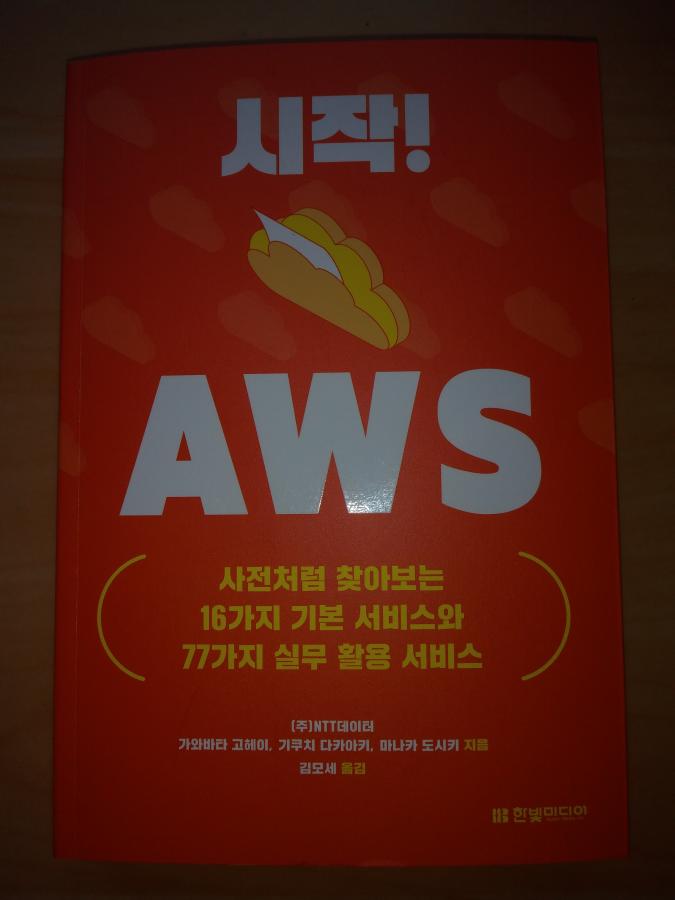 시작!
AWS
사전처럼 찾아보는
16가지 기본 서비스와
77가지 실무 활용 서비스
(주)NTT데이터
가와바타 고헤이, 기쿠치 다카아키, 마나카 도시키 지음
김모세 옮김
한빛미디어